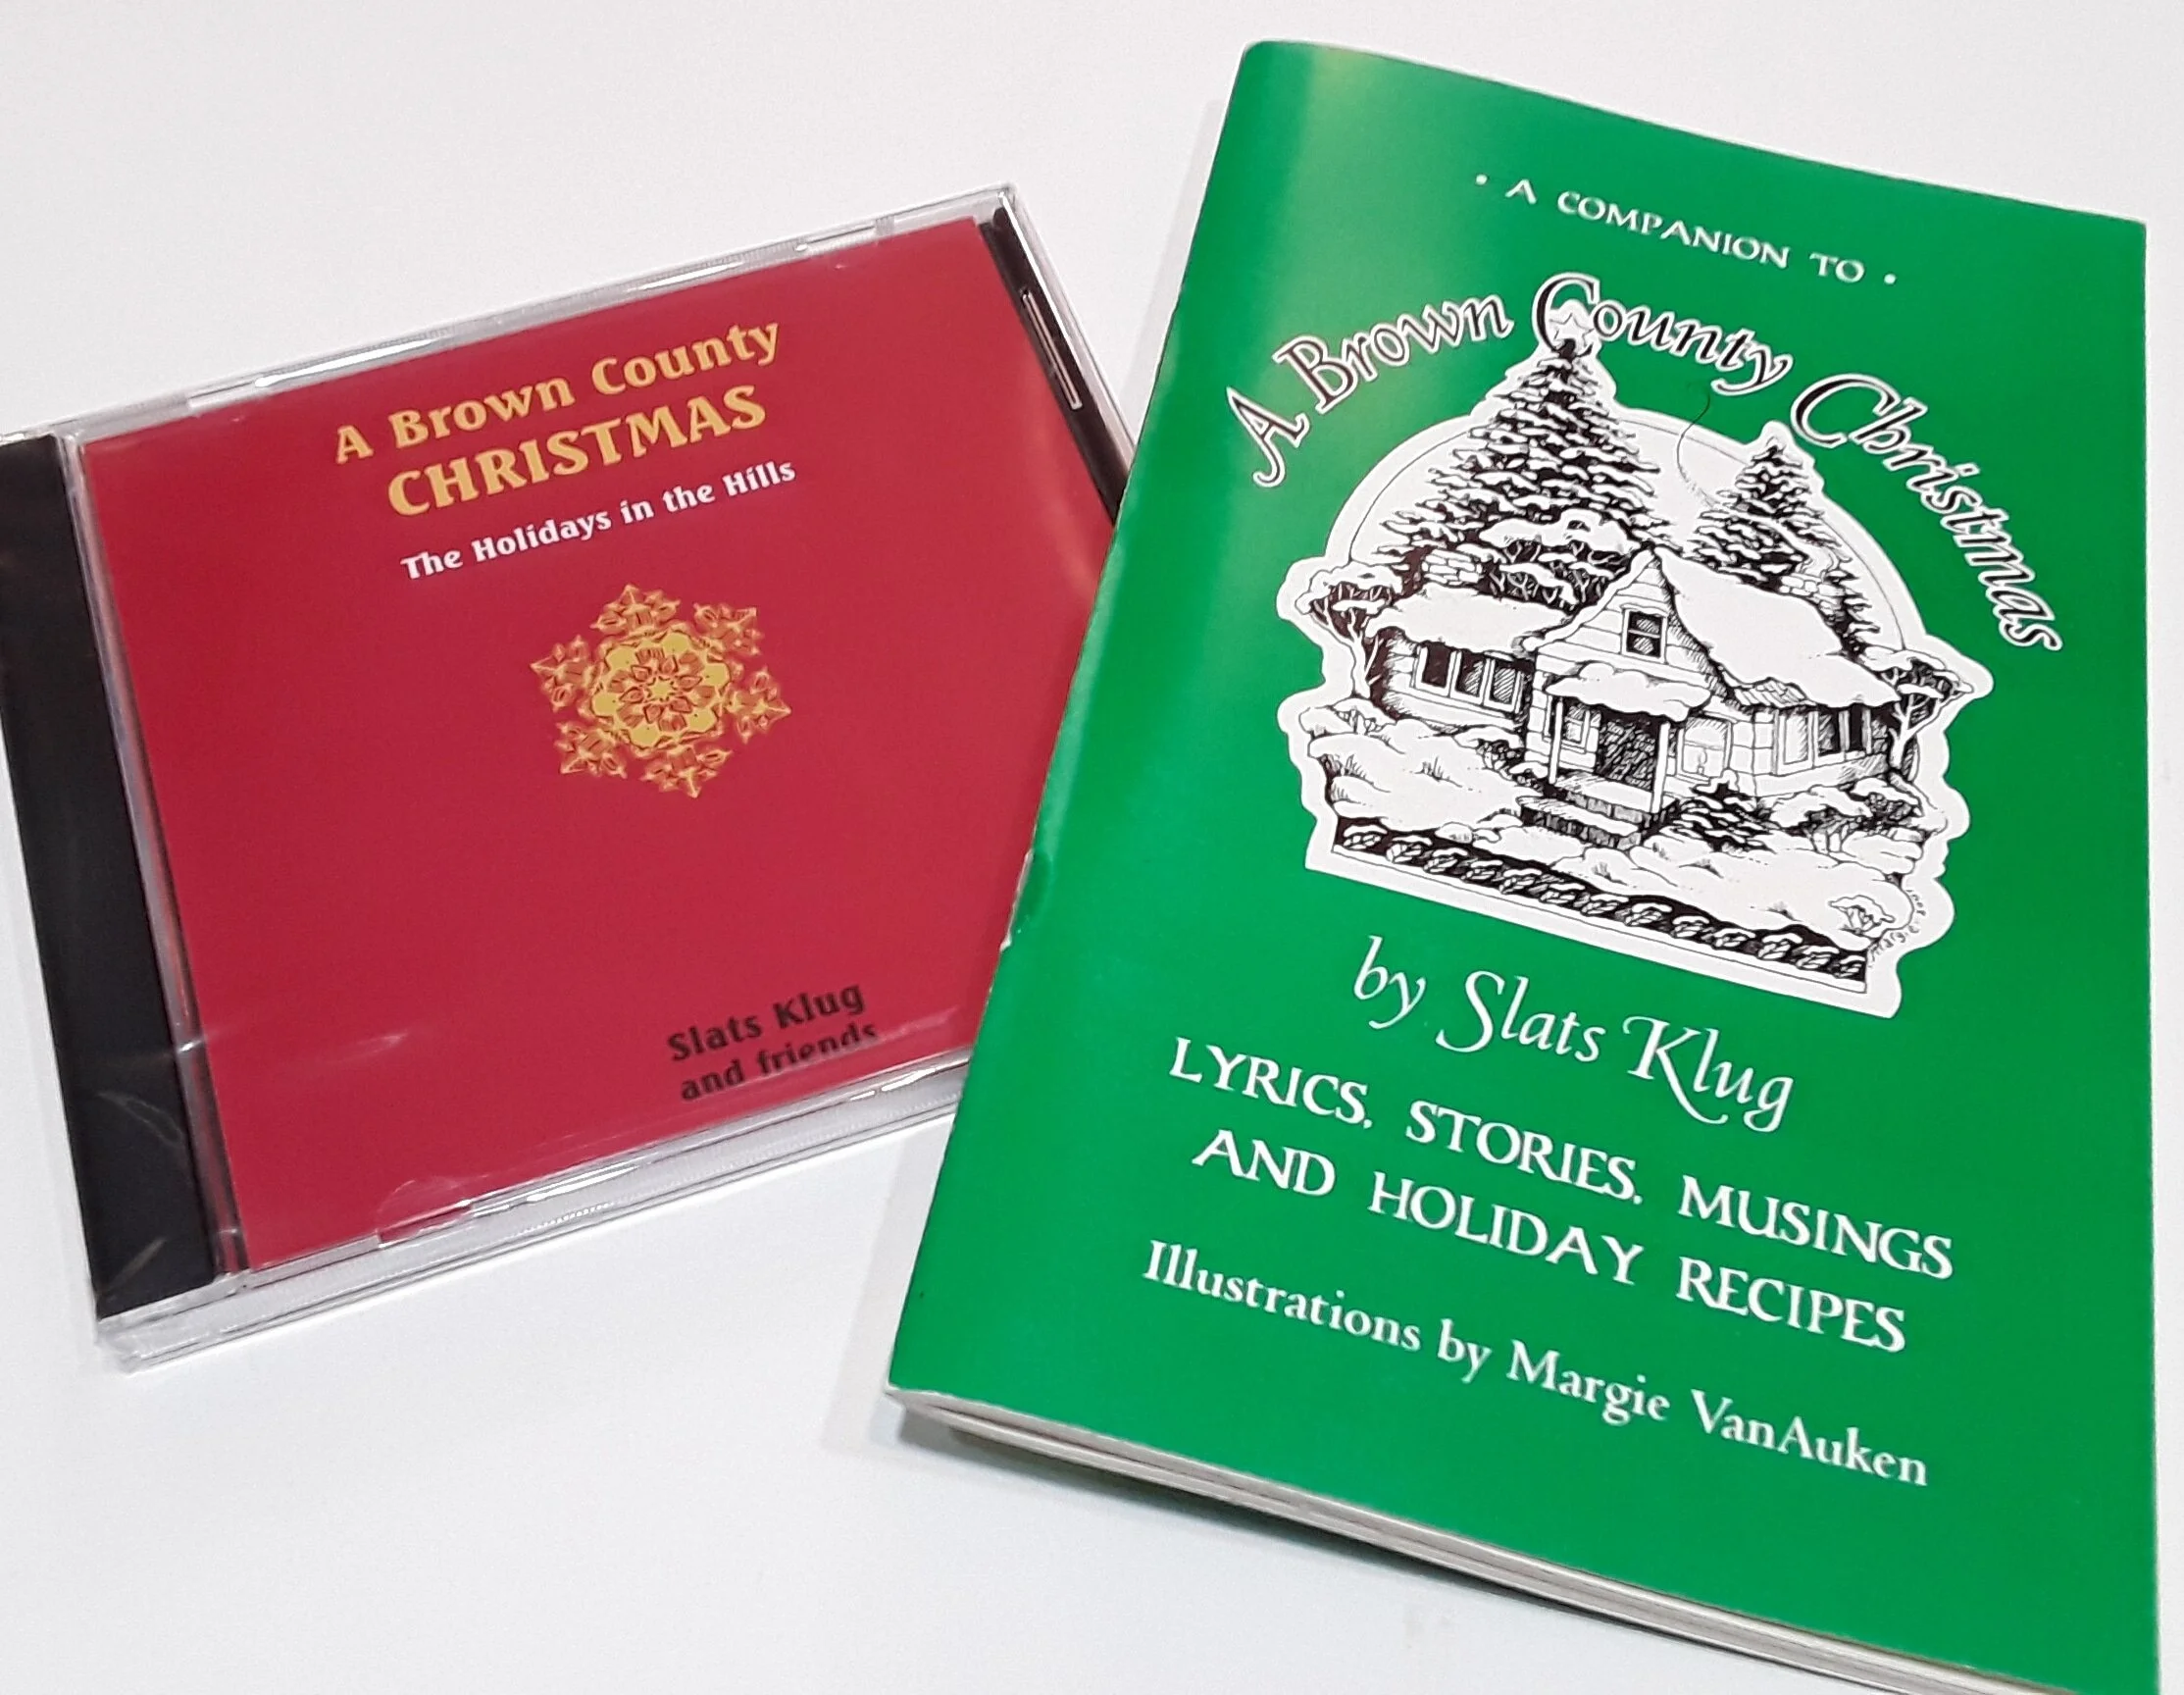 A Brown County
CHRISTMAS
The Holidays in the Hills
Slats Klug
and friends
• A COMPANION TO •
A Brown County Christmas
Margie
by Slats Klug
LYRICS, STORIES, MUSINGS
AND HOLIDAY RECIPES
Illustrations by Margie VanAuken